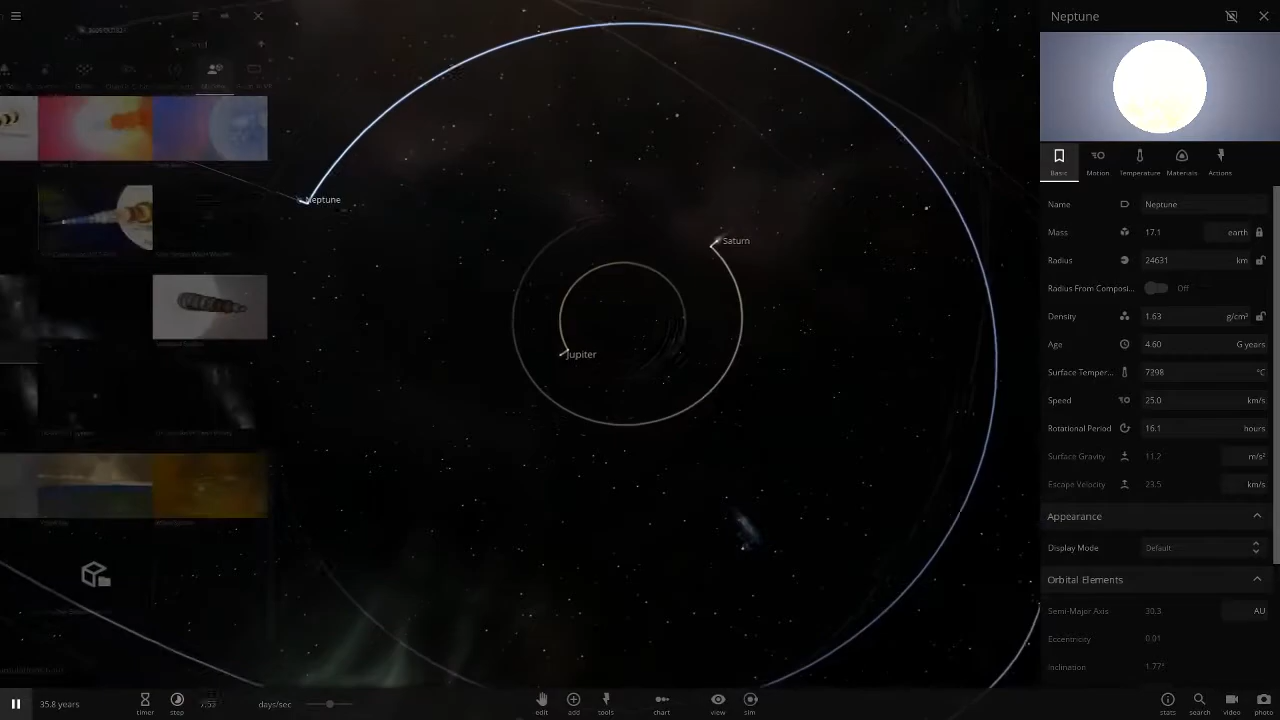 Neptune
Basic
Motion
Temperature
Materials
Actions
Name
Neptune
Mass
17.1
earth
Radius
24631
km
Radius From Composi...
Off
Density
1.63
g/cm³
Age
4.60
G years
Surface Temper...
7298
°C
Speed
25.0
km/s
Rotational Period
16.1
hours
Surface Gravity
11.2
m/s²
Escape Velocity
23.5
km/s
Appearance
Display Mode
Default
Orbital Elements
Semi-Major Axis
30.3
AU
Eccentricity
0.01
Inclination
1.77°
Neptune
Saturn
Jupiter
35.8 years
timer
step
days/sec
edit
add
tools
chart
view
sim
stats
search
video
photo